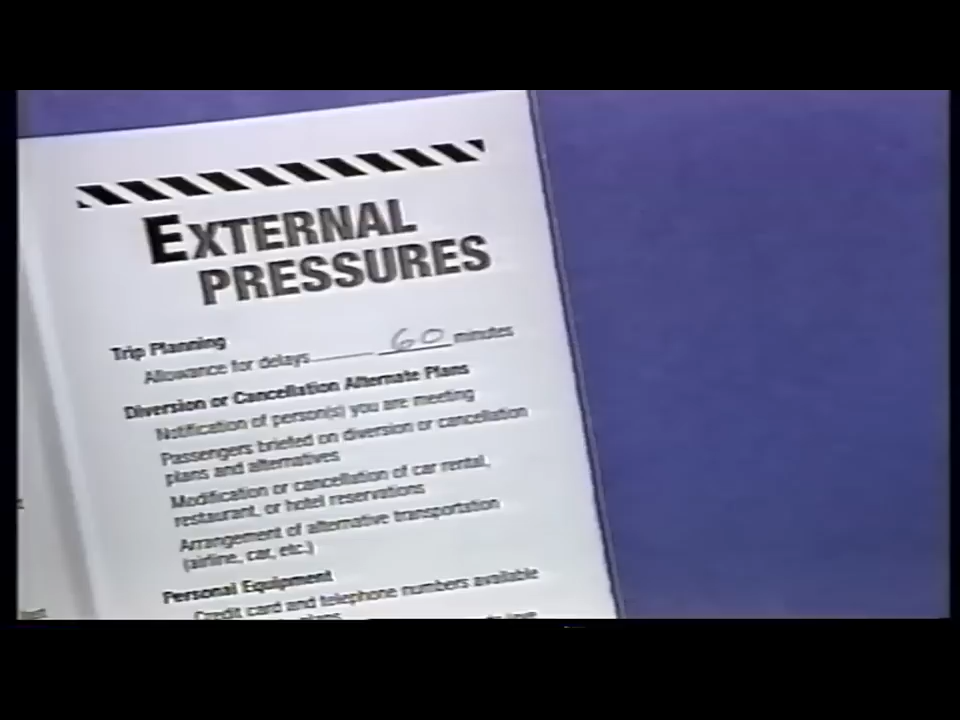 EXTERNAL
PRESSURES
Trip Planning
Allowance for delays 60 minutes
Diversion or Cancellation Alternate Plans
Notification of person(s) you are meeting
Passengers briefed on diversion or cancellation
plans and alternatives
Modification or cancellation of car rental,
restaurant, or hotel reservations
Arrangement of alternative transportation
(airline, car, etc.)
Personal Equipment
Credit card and telephone numbers available
plans